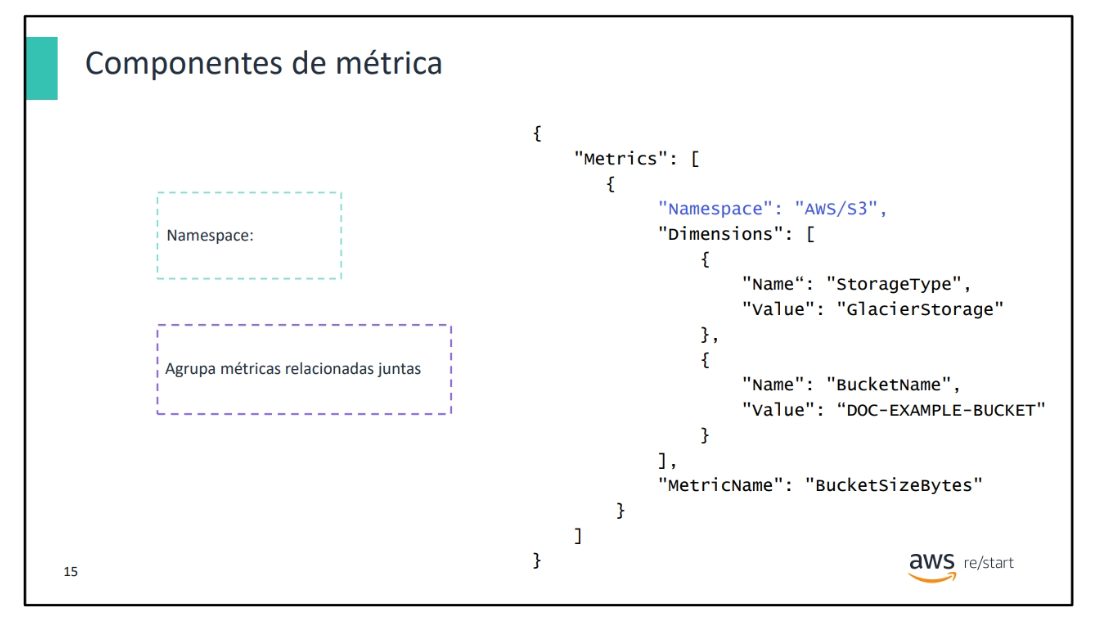 Componentes de métrica
Namespace:
Agrupa métricas relacionadas juntas
{
"Metrics": [
{
"Namespace": "AWS/S3",
"Dimensions": [
{
"Name“: "StorageType",
"Value": "GlacierStorage"
},
{
"Name": "BucketName",
"Value": “DOC-EXAMPLE-BUCKET"
}
],
"MetricName": "BucketSizeBytes"
}
]
}
15
aws re/start